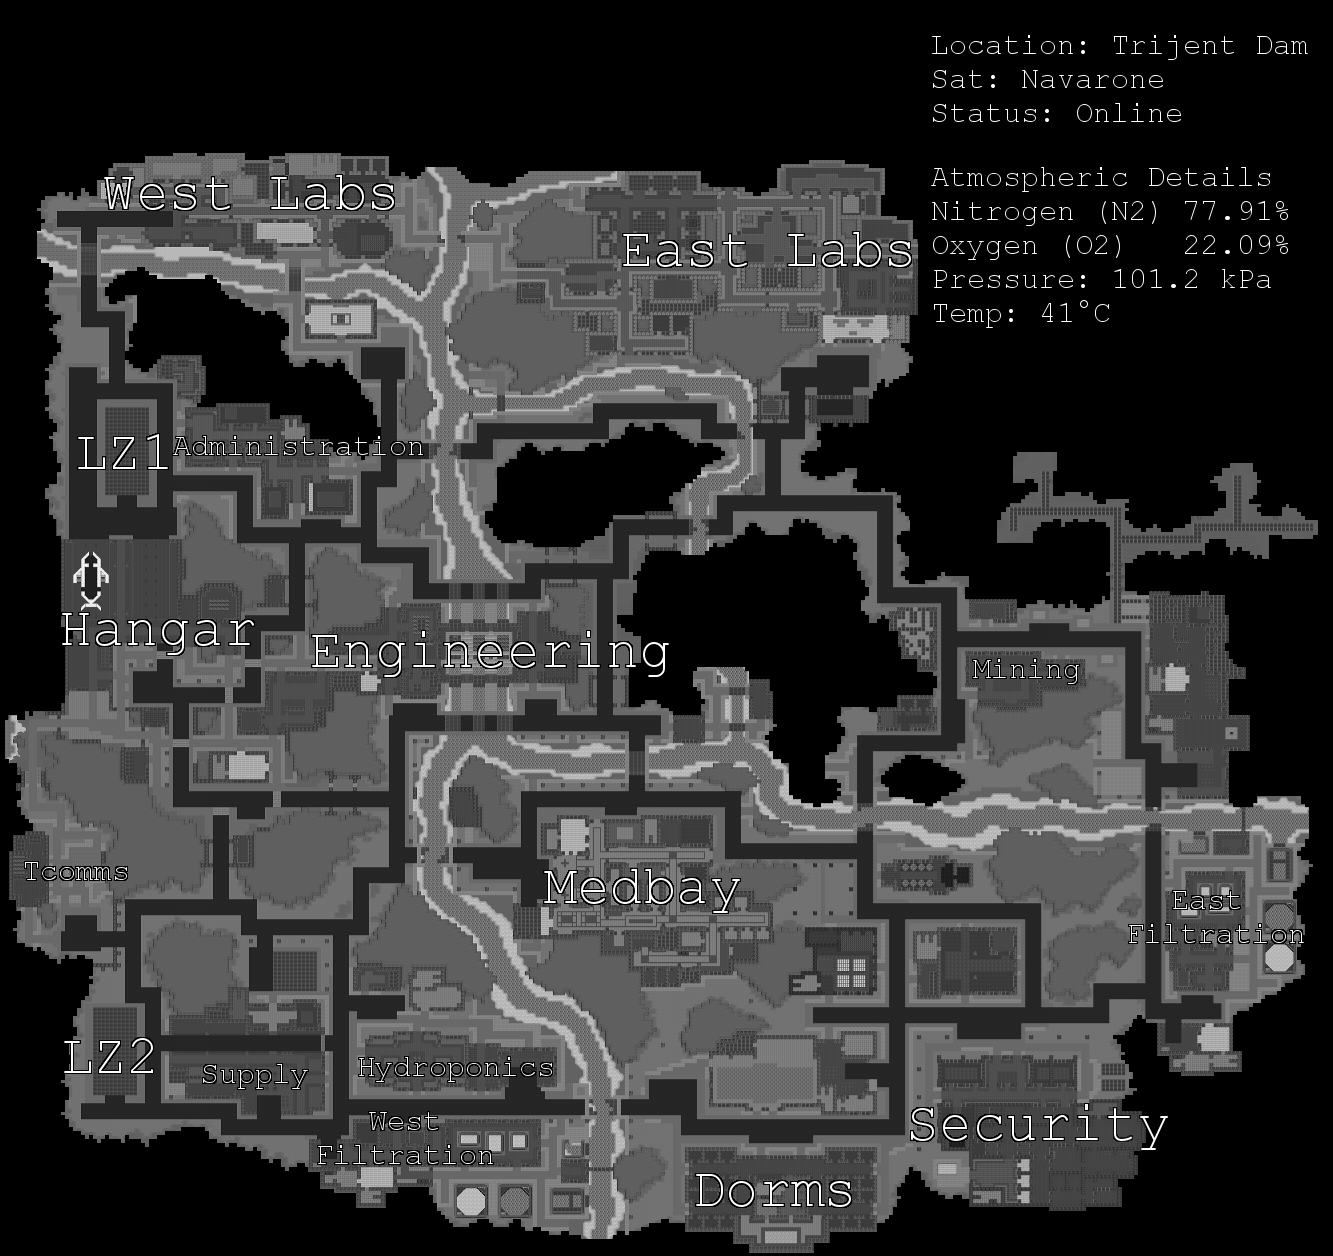 Location: Trijent Dam
Sat: Navarone
Status: Online
Atmospheric Details
Nitrogen (N2) 77.91%
Oxygen (O2) 22.09%
Pressure: 101.2 kPa
Temp: 41°C
West Labs
East Labs
LZ1
Administration
Hangar
Engineering
Mining
Tcomms
Medbay
East
Filtration
LZ2
Supply
Hydroponics
West
Filtration
Security
Dorms